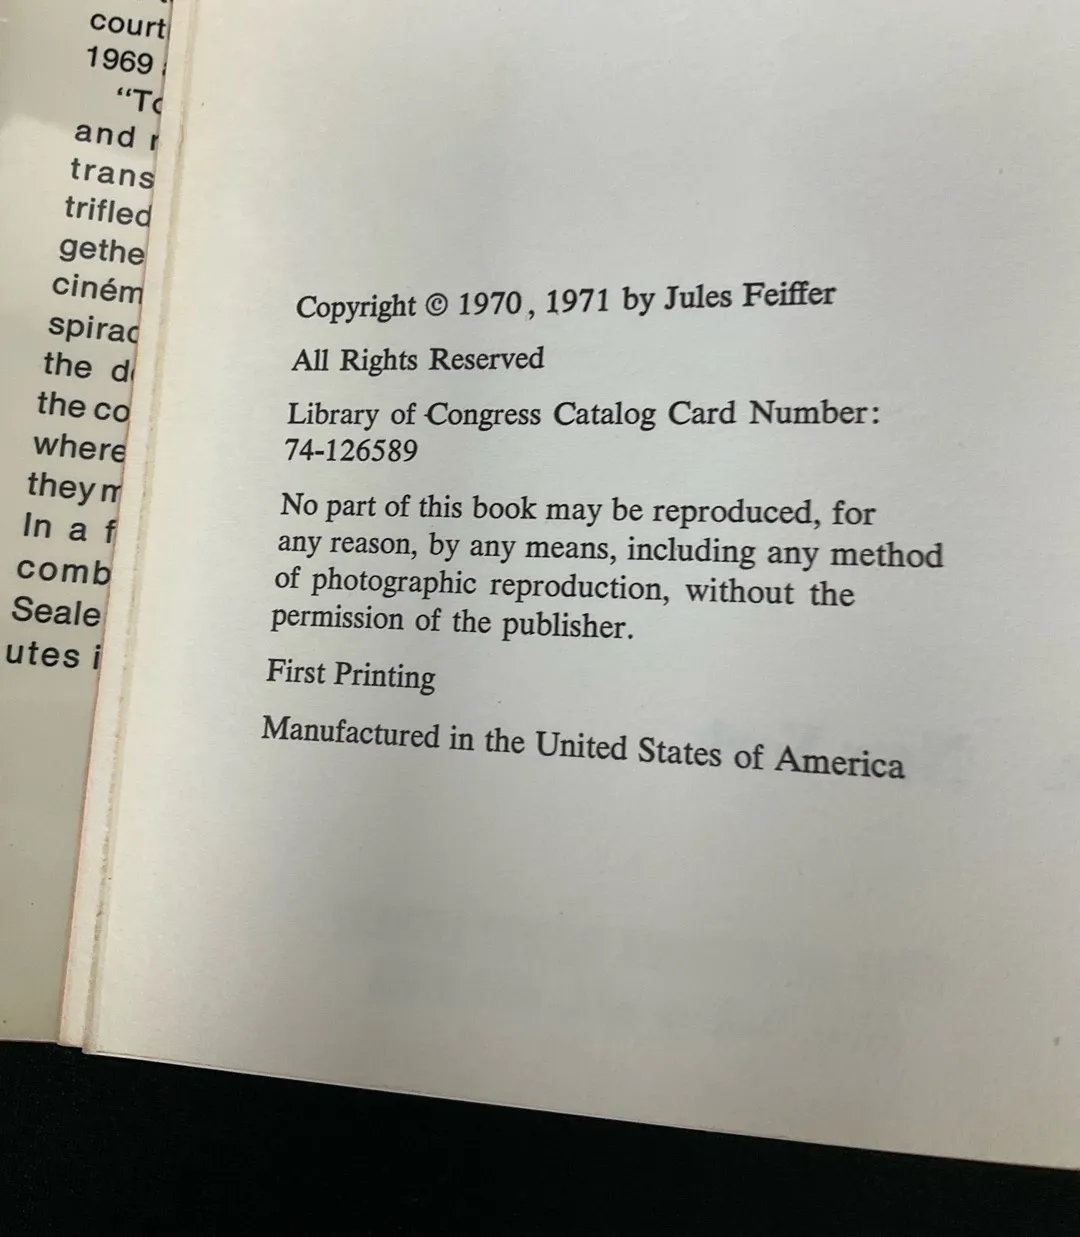 court
1969
"To
and
trans
trifled
gethe
ciném
spirac
the d
the co
where
they m
In a f
comb
Seale
utes i
Copyright © 1970, 1971 by Jules Feiffer
All Rights Reserved
Library of Congress Catalog Card Number:
74-126589
No part of this book may be reproduced, for
any reason, by any means, including any method
of photographic reproduction, without the
permission of the publisher.
First Printing
Manufactured in the United States of America